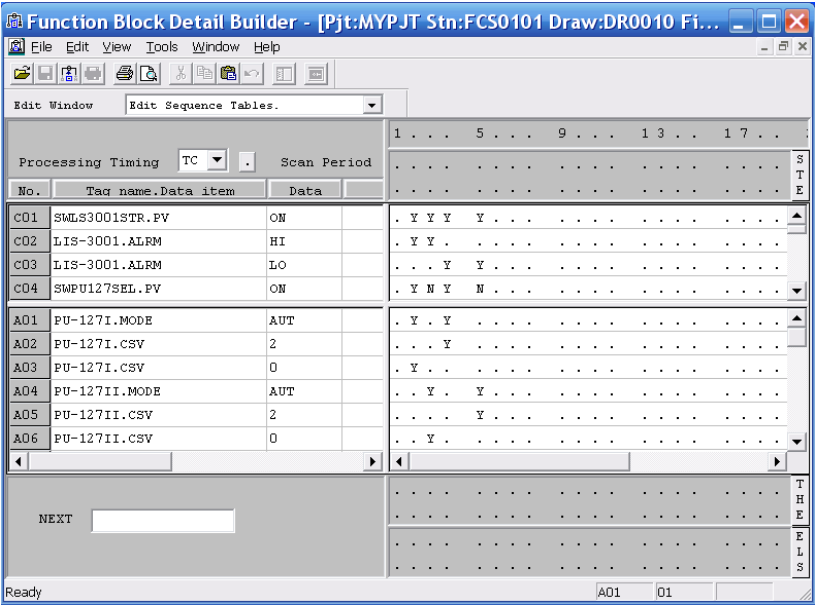 Function Block Detail Builder - [Pjt:MYPJT Stn:FCS0101 Draw:DR0010 Fi...
File Edit View Tools Window Help
Edit Window Edit Sequence Tables.
1 . . . 5 . . . 9 . . . 1 3 . . 1 7 . .
Processing Timing TC . Scan Period . . . . . . . . . . . . . . . . . . . . S
T
No. Tag name.Data item Data . . . . . . . . . . . . . . . . . . . . E
C01 SWLS3001STR.PV ON . Y Y Y Y . . . . . . . . . . . . . . .
C02 LIS-3001.ALRM HI . Y Y . . . . . . . . . . . . . . . . .
C03 LIS-3001.ALRM LO . . . Y Y . . . . . . . . . . . . . . .
C04 SWPU127SEL.PV ON . Y N Y N . . . . . . . . . . . . . . .
A01 PU-127I.MODE AUT . Y . Y . . . . . . . . . . . . . . . .
A02 PU-127I.CSV 2 . . . Y . . . . . . . . . . . . . . . .
A03 PU-127I.CSV 0 . Y . . . . . . . . . . . . . . . . . .
A04 PU-127II.MODE AUT . . Y . Y . . . . . . . . . . . . . . .
A05 PU-127II.CSV 2 . . . . Y . . . . . . . . . . . . . . .
A06 PU-127II.CSV 0 . . Y . . . . . . . . . . . . . . . . .
. . . . . . . . . . . . . . . . . . . . T
H
NEXT . . . . . . . . . . . . . . . . . . . . E
. . . . . . . . . . . . . . . . . . . . E
L
. . . . . . . . . . . . . . . . . . . . S
Ready A01 01